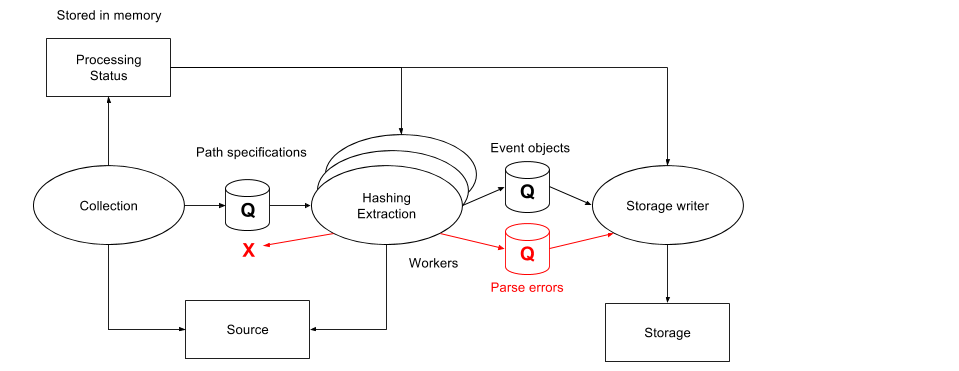 Stored in memory
Processing
Status
Path specifications
Event objects
Collection
Q
Hashing
Extraction
Q
Storage writer
X
Q
Workers
Parse errors
Source
Storage